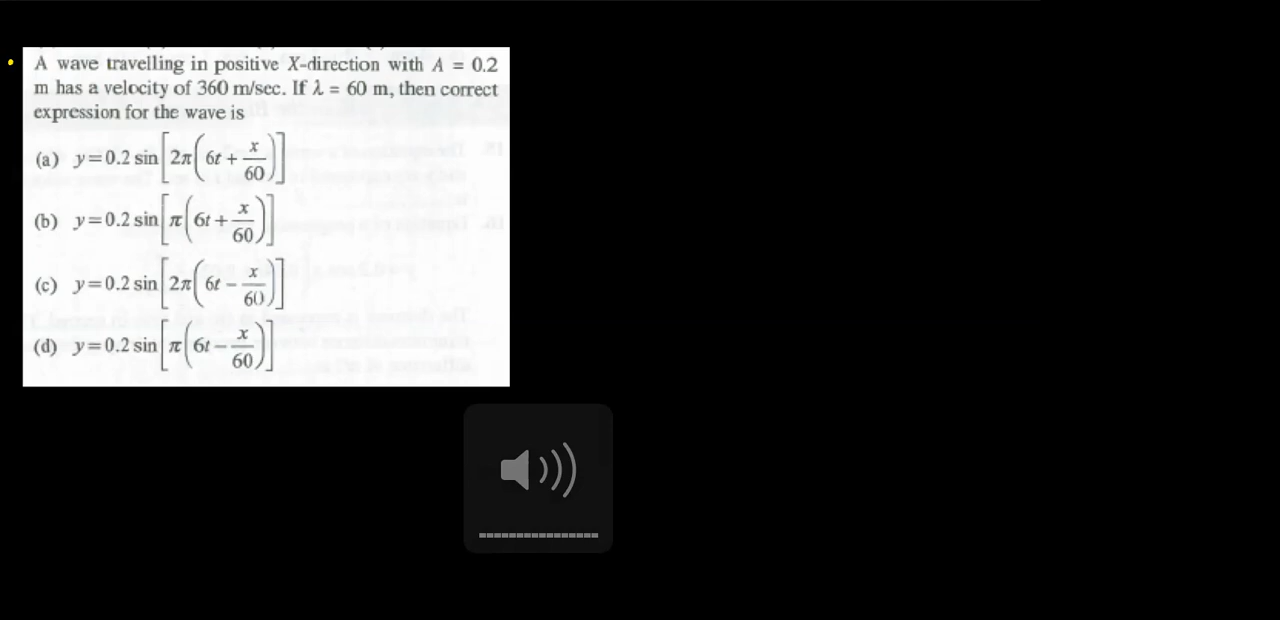 A wave travelling in positive X-direction with A = 0.2
m has a velocity of 360 m/sec. If λ = 60 m, then correct
expression for the wave is
(a) y=0.2 sin[2π(6t + x/60)]
(b) y=0.2 sin[π(6t + x/60)]
(c) y=0.2 sin[2π(6t − x/60)]
(d) y=0.2 sin[π(6t − x/60)]